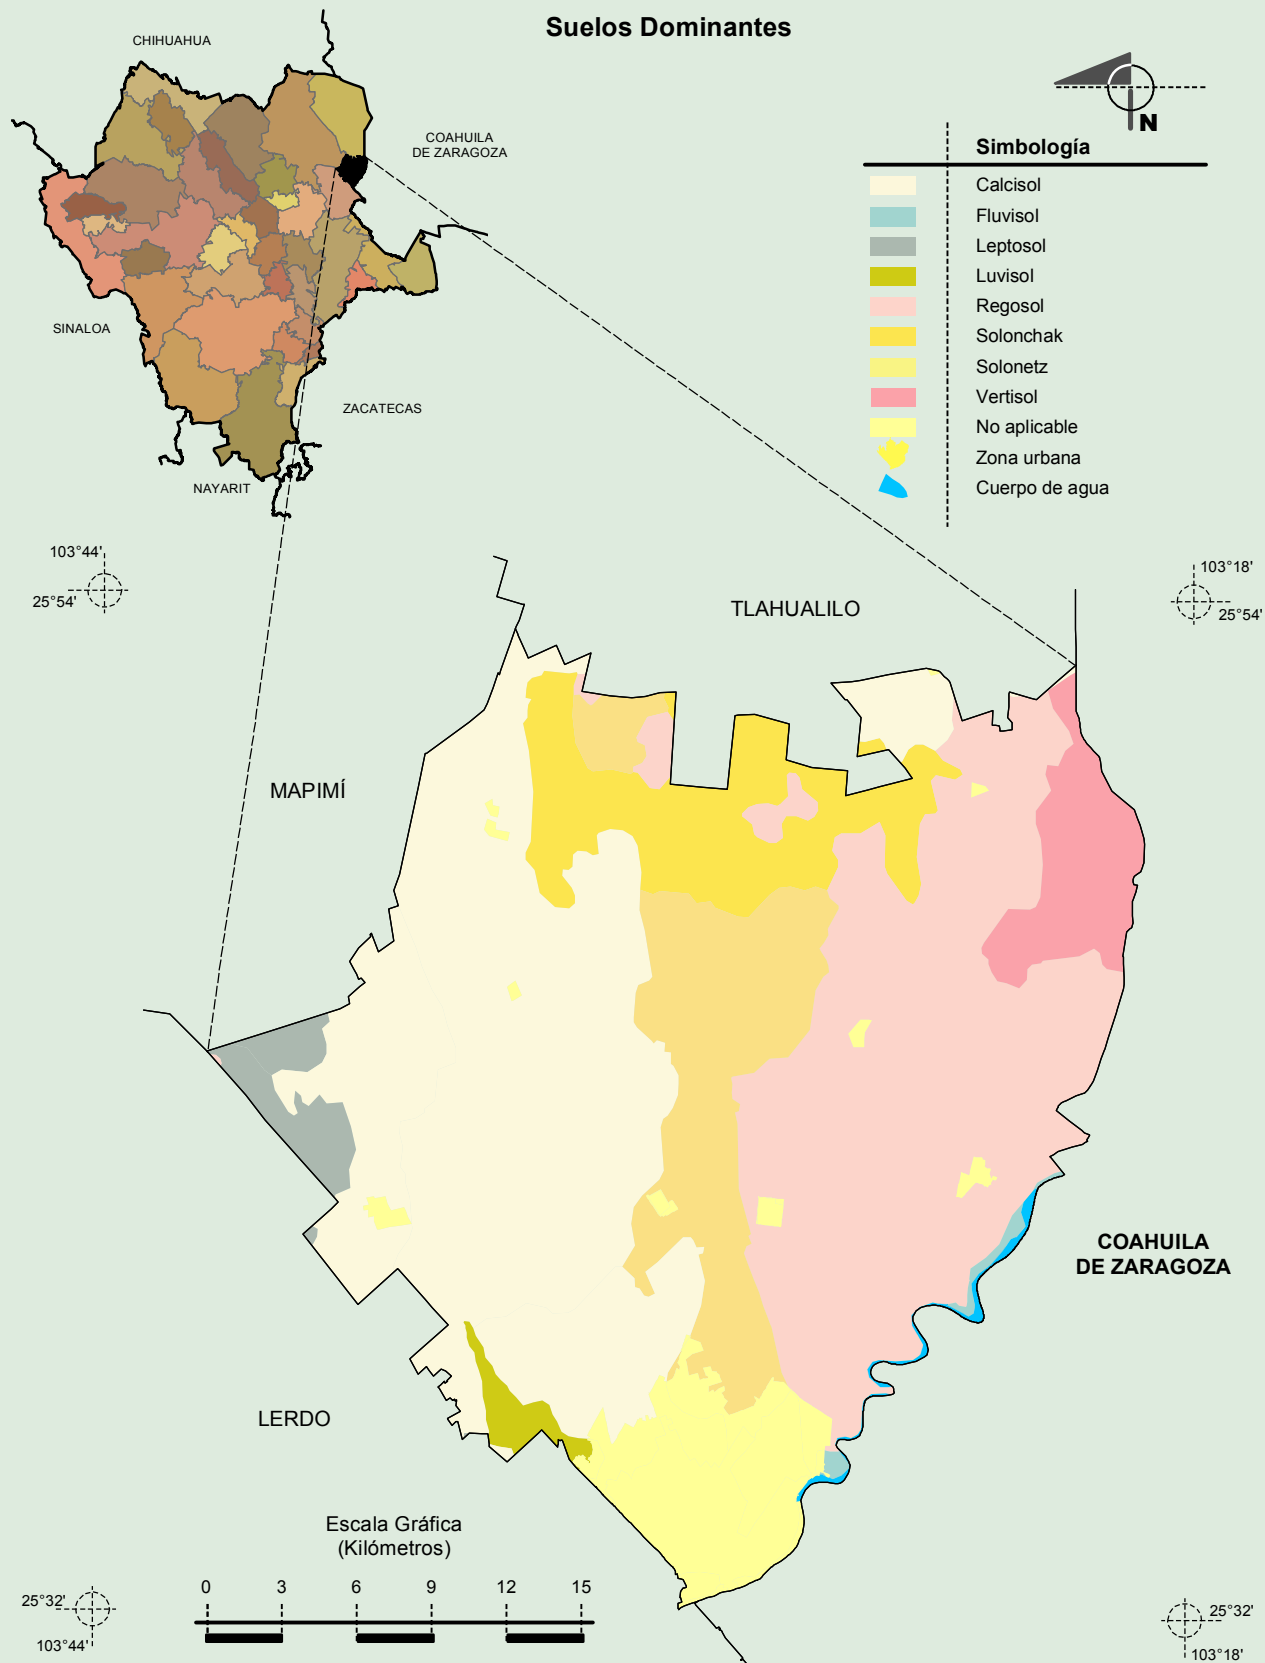 Suelos Dominantes
CHIHUAHUA
COAHUILA
DE ZARAGOZA
SINALOA
ZACATECAS
NAYARIT
N
Simbología
Calcisol
Fluvisol
Leptosol
Luvisol
Regosol
Solonchak
Solonetz
Vertisol
No aplicable
Zona urbana
Cuerpo de agua
103°44'
25°54'
103°18'
25°54'
TLAHUALILO
MAPIMÍ
COAHUILA
DE ZARAGOZA
LERDO
Escala Gráfica
(Kilómetros)
0 3 6 9 12 15
25°32'
103°44'
25°32'
103°18'